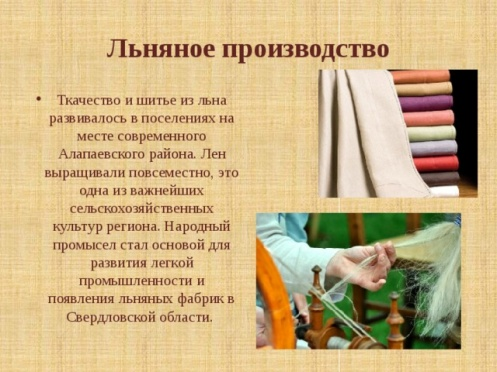 Льняное производство
• Ткачество и шитье из льна
развивалось в поселениях на
месте современного
Алапаевского района. Лен
выращивали повсеместно, это
одна из важнейших
сельскохозяйственных
культур региона. Народный
промысел стал основой для
развития легкой
промышленности и
появления льняных фабрик в
Свердловской области.